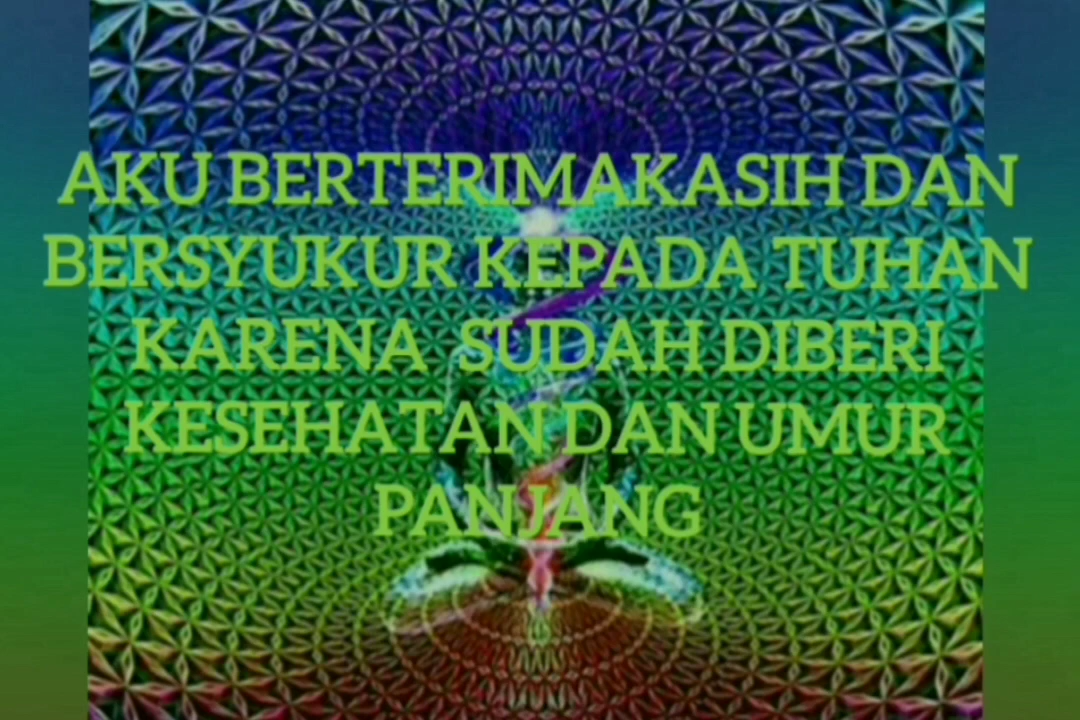 AKU BERTERIMAKASIH DAN
BERSYUKUR KEPADA TUHAN
KARENA SUDAH DIBERI
KESEHATAN DAN UMUR
PANJANG